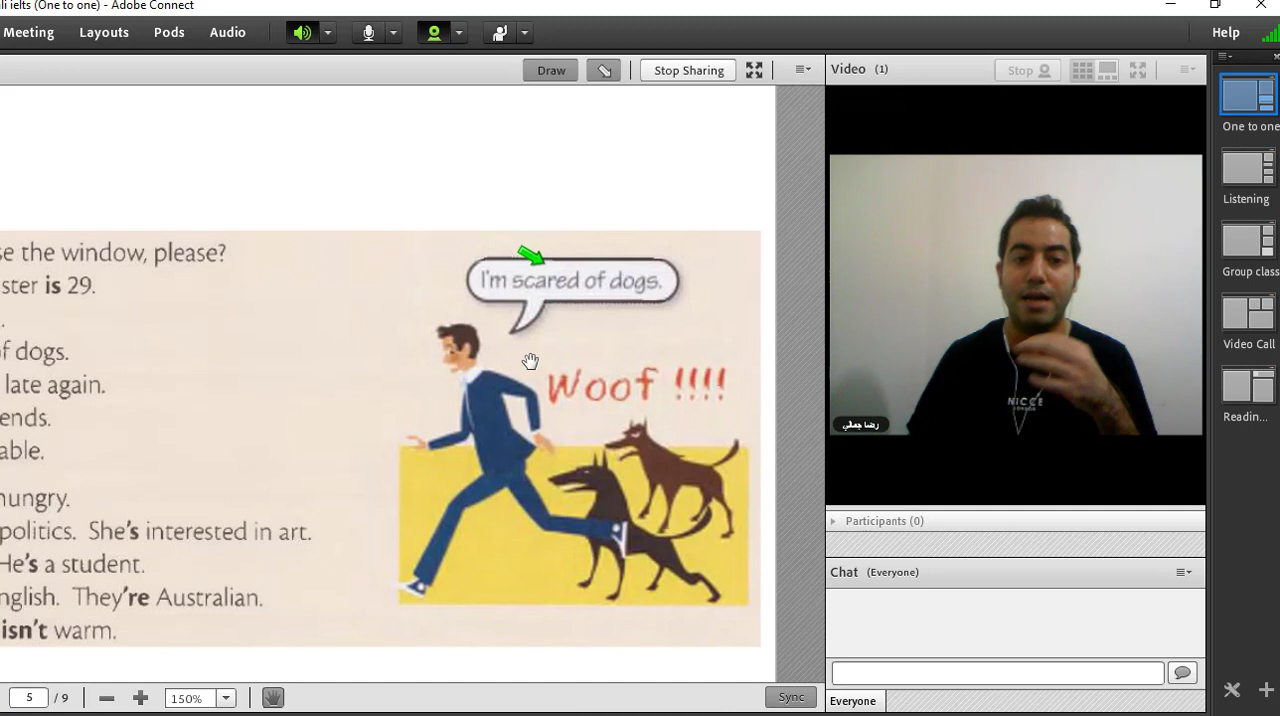 li ielts (One to one) - Adobe Connect
Meeting Layouts Pods Audio Help
Draw Stop Sharing
Video (1) Stop
One to one
Listening
Group class
Video Call
Readin...
se the window, please?
ster is 29.
.
of dogs.
late again.
ends.
able.
hungry.
politics. She's interested in art.
He's a student.
nglish. They're Australian.
isn't warm.
I'm scared of dogs.
Woof !!!!
NICCE
LONDON
رضا جمالي
Participants (0)
Chat (Everyone)
Everyone
5 / 9 150% Sync